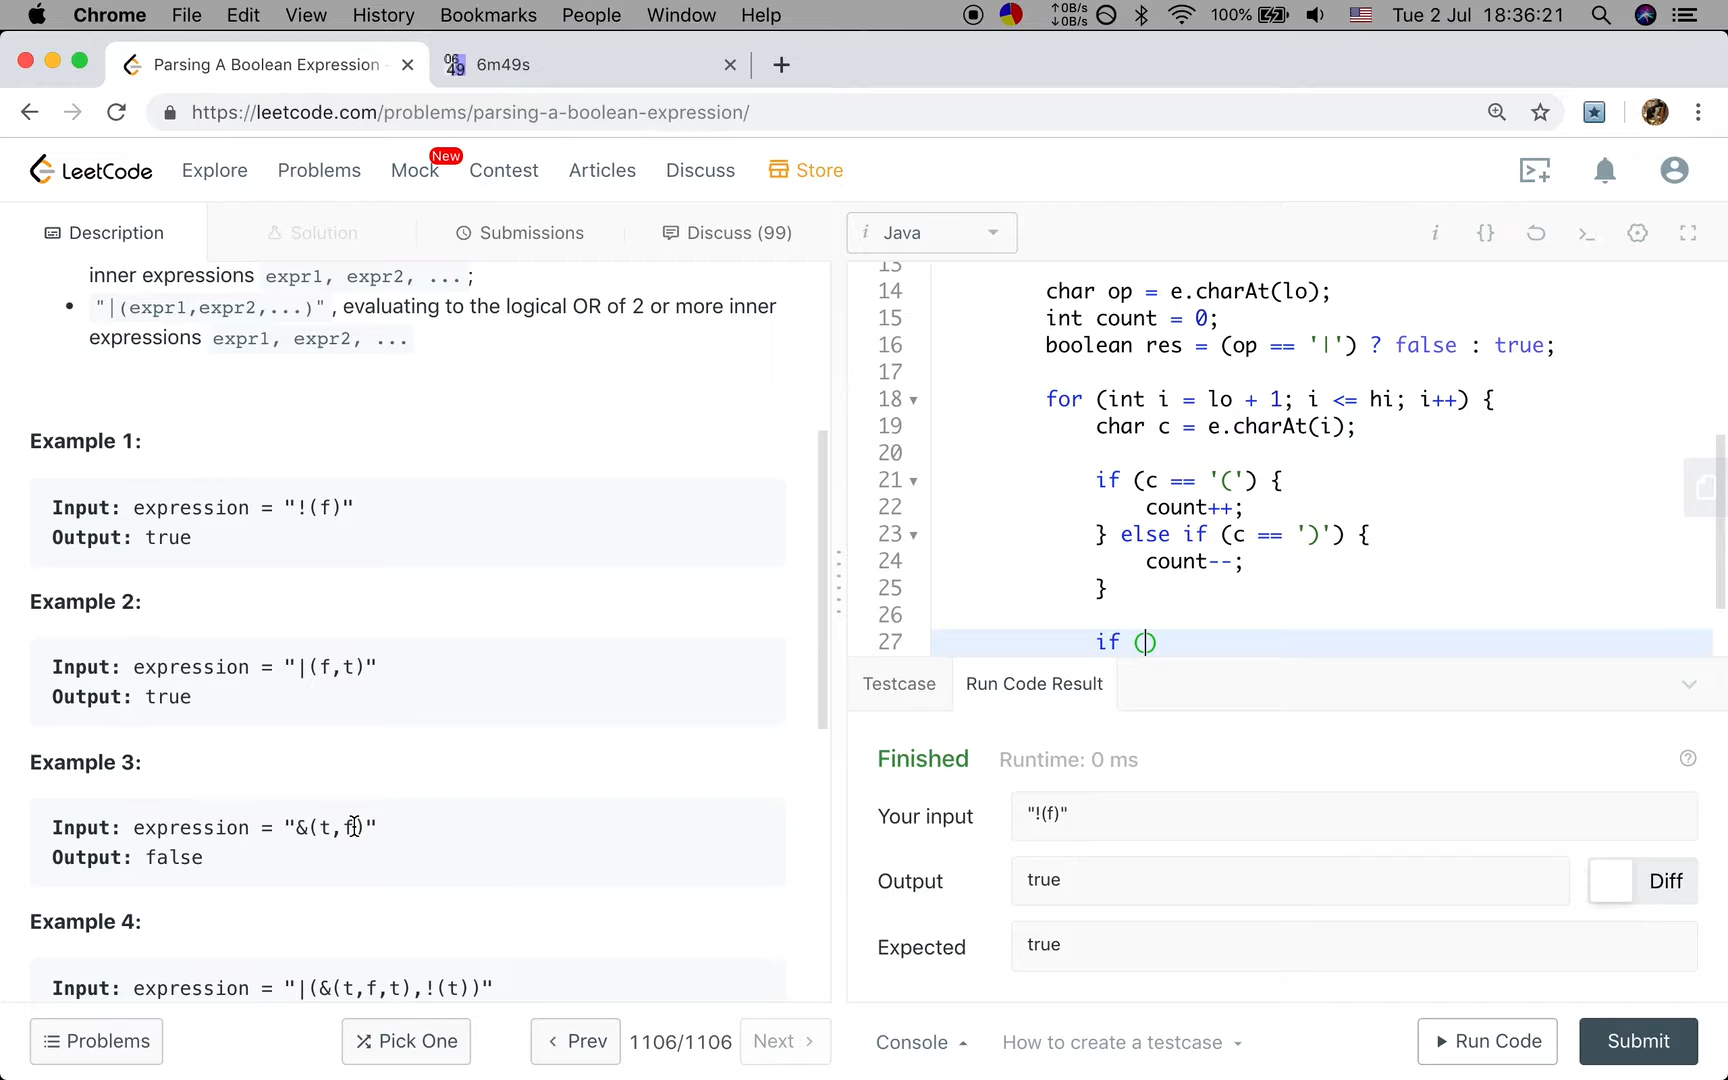 Chrome File Edit View History Bookmarks People Window Help ↑0B/s ↓0B/s 100% Tue 2 Jul 18:36:21
Parsing A Boolean Expression - 06 49 6m49s
https://leetcode.com/problems/parsing-a-boolean-expression/
LeetCode Explore Problems Mock New Contest Articles Discuss Store
Description Solution Submissions Discuss (99)
i Java
inner expressions expr1, expr2, ...;
• "|(expr1,expr2,...)", evaluating to the logical OR of 2 or more inner
expressions expr1, expr2, ...
Example 1:
Input: expression = "!(f)"
Output: true
Example 2:
Input: expression = "|(f,t)"
Output: true
Example 3:
Input: expression = "&(t,f)"
Output: false
Example 4:
Input: expression = "|(&(t,f,t),!(t))"
Problems Pick One Prev 1106/1106 Next
13
14 char op = e.charAt(lo);
15 int count = 0;
16 boolean res = (op == '|') ? false : true;
17
18 for (int i = lo + 1; i <= hi; i++) {
19 char c = e.charAt(i);
20
21 if (c == '(') {
22 count++;
23 } else if (c == ')') {
24 count--;
25 }
26
27 if ()
Testcase Run Code Result
Finished Runtime: 0 ms
Your input "!(f)"
Output true Diff
Expected true
Console How to create a testcase Run Code Submit